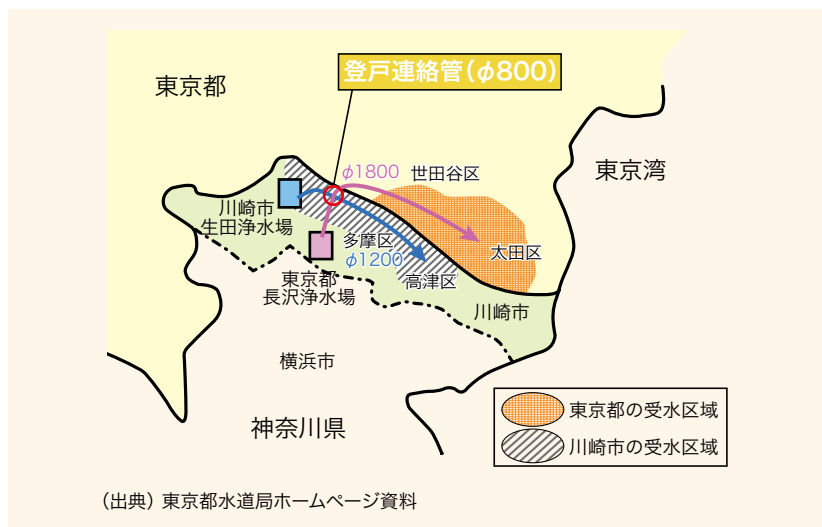 登戸連絡管(φ800)
東京都
φ1800
世田谷区
東京湾
川崎市
生田浄水場
多摩区
φ1200
太田区
東京都
長沢浄水場
高津区
川崎市
横浜市
神奈川県
東京都の受水区域
川崎市の受水区域
(出典) 東京都水道局ホームページ資料